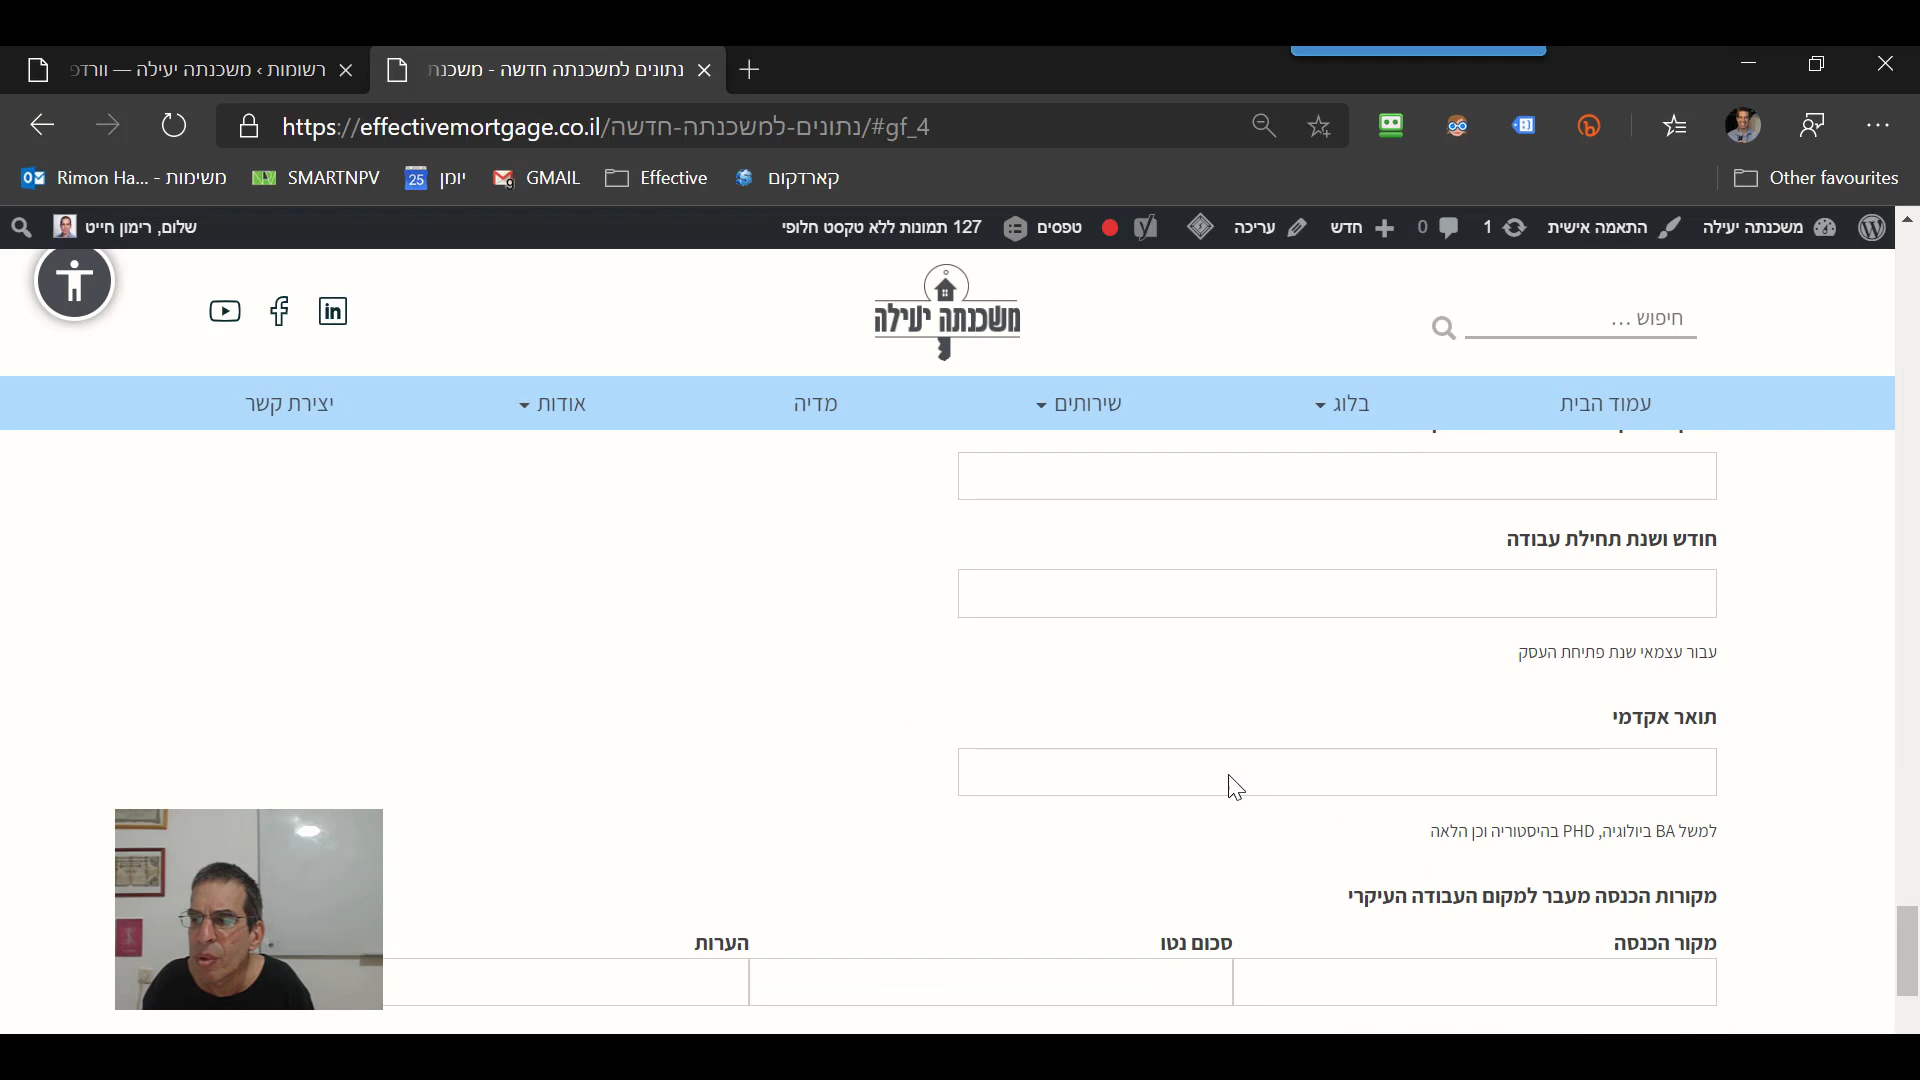 רשומות ‹ משכנתה יעילה — וורדפ
נתונים למשכנתה חדשה - משכנת
https://effectivemortgage.co.il/נתונים-למשכנתה-חדשה/#gf_4
Rimon Ha... - משימות
SMARTNPV
25
יומן
9
GMAIL
Effective
קארדקום
Other favourites
משכנתה יעילה
התאמה אישית
1
0
חדש
עריכה
טפסים
127 תמונות ללא טקסט חלופי
שלום, רימון חייט
חיפוש ...
משכנתה יעילה
in
עמוד הבית
בלוג
שירותים
מדיה
אודות
יצירת קשר
חודש ושנת תחילת עבודה
עבור עצמאי שנת פתיחת העסק
תואר אקדמי
למשל BA ביולוגיה, PHD בהיסטוריה וכן הלאה
מקורות הכנסה מעבר למקום העבודה העיקרי
מקור הכנסה
סכום נטו
הערות